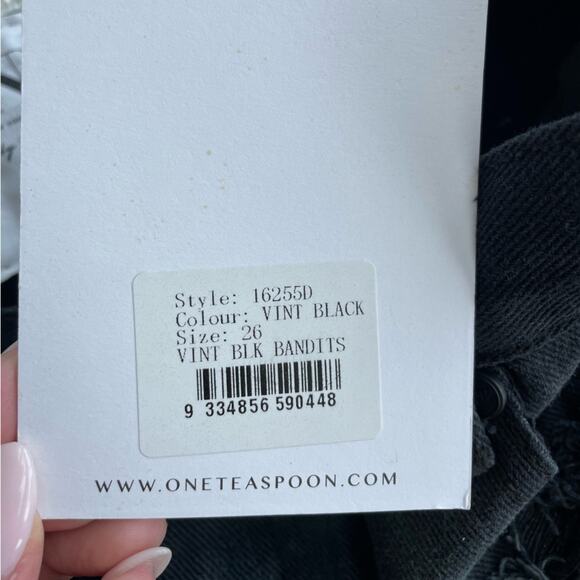 Style: 16255D
Colour: VINT BLACK
Size: 26
VINT BLK BANDITS
9 334856 590448
WWW.ONETEASPOON.COM